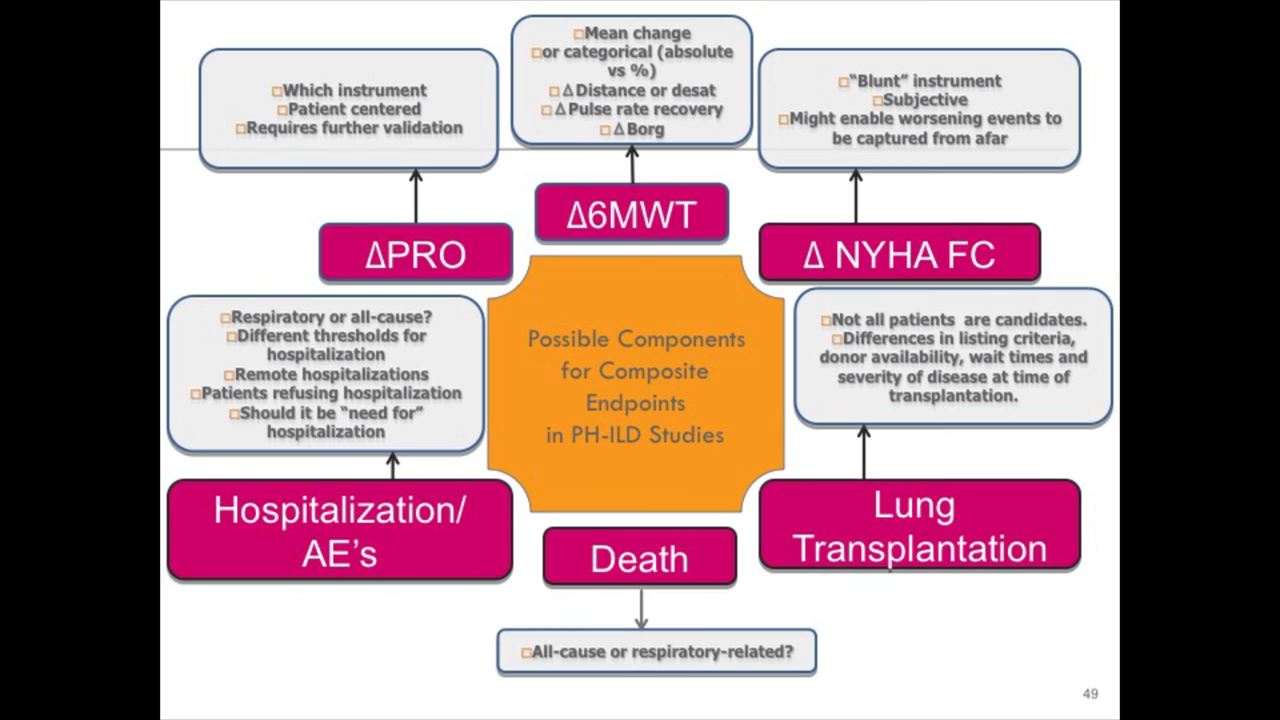 □Mean change
□or categorical (absolute
vs %)
□ΔDistance or desat
□ΔPulse rate recovery
□ΔBorg
□Which instrument
□Patient centered
□Requires further validation
□“Blunt” instrument
□Subjective
□Might enable worsening events to
be captured from afar
Δ6MWT
ΔPRO
Δ NYHA FC
□Respiratory or all-cause?
□Different thresholds for
hospitalization
□Remote hospitalizations
□Patients refusing hospitalization
□Should it be “need for”
hospitalization
Possible Components
for Composite
Endpoints
in PH-ILD Studies
□Not all patients are candidates.
□Differences in listing criteria,
donor availability, wait times and
severity of disease at time of
transplantation.
Hospitalization/
AE’s
Death
Lung
Transplantation
□All-cause or respiratory-related?
49